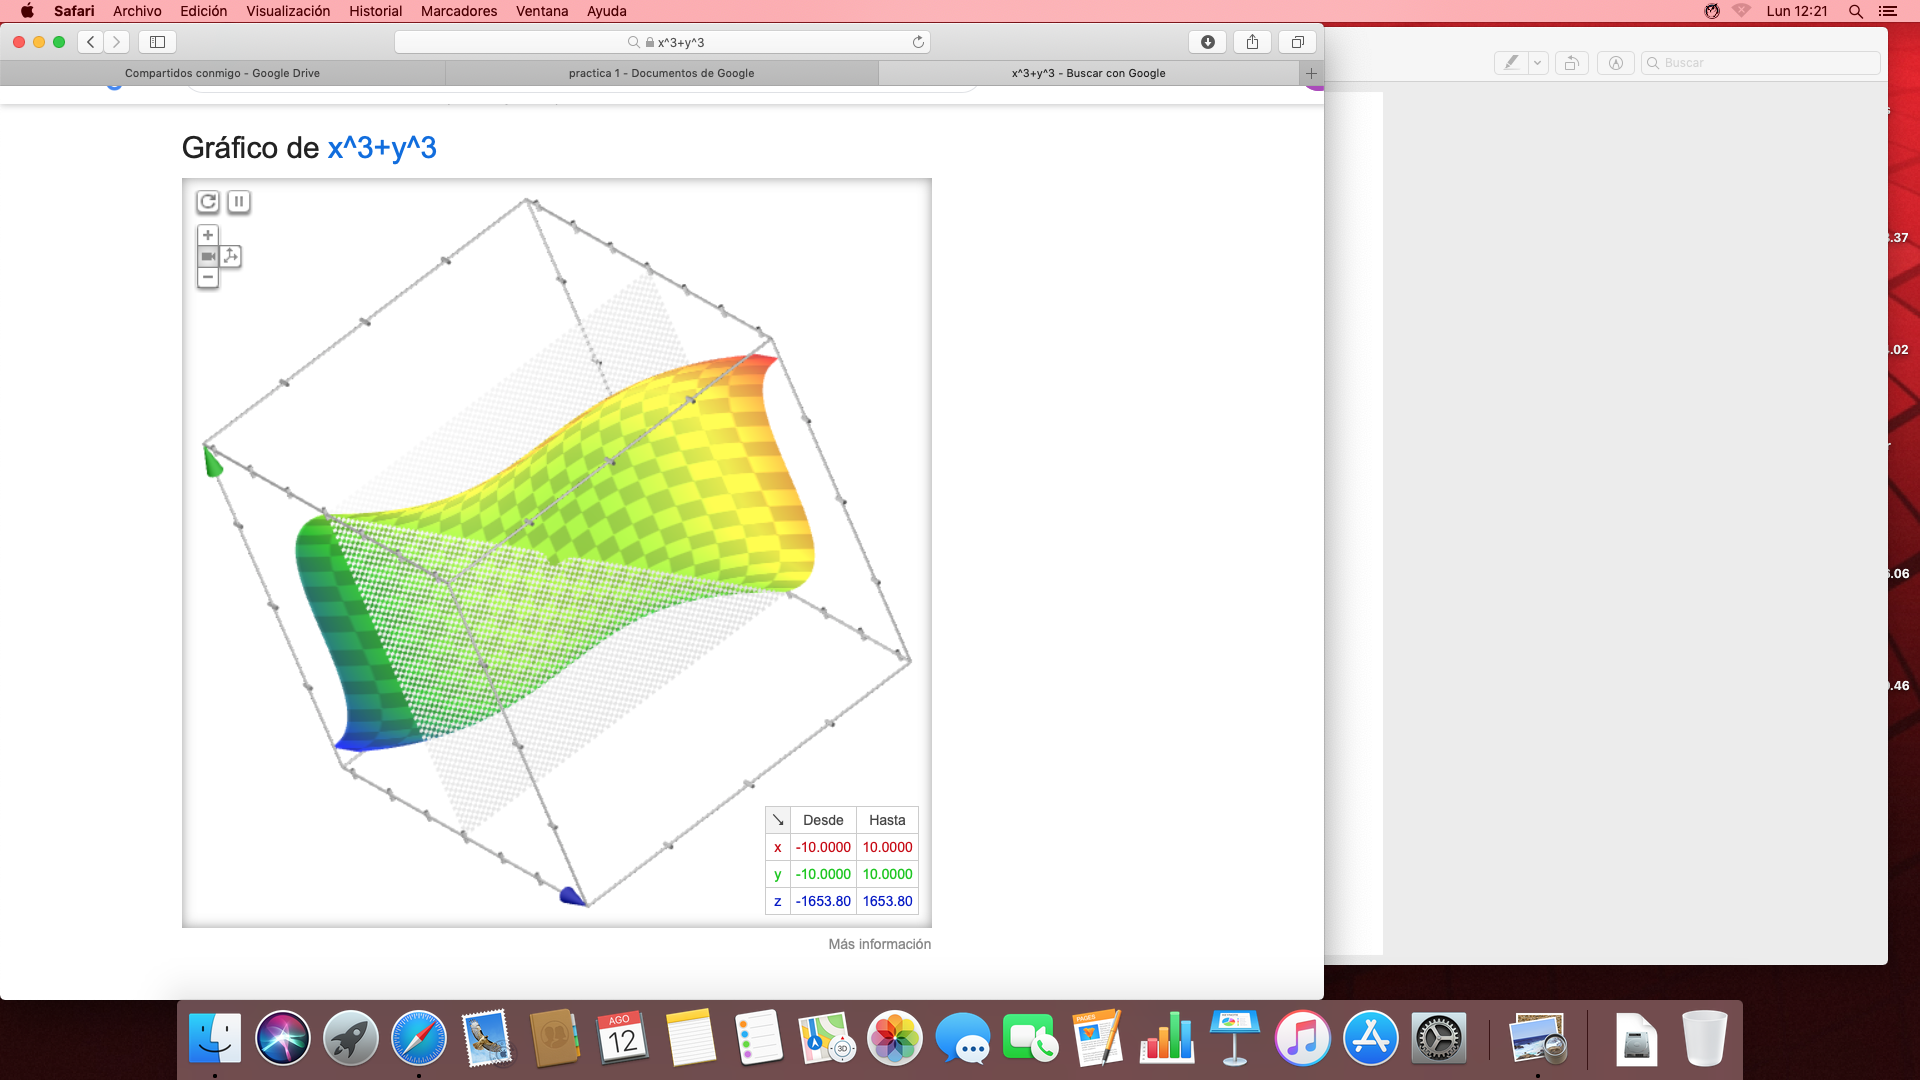 Safari Archivo Edición Visualización Historial Marcadores Ventana Ayuda Lun 12:21
x^3+y^3
Buscar
Compartidos conmigo - Google Drive
practica 1 - Documentos de Google
x^3+y^3 - Buscar con Google
Gráfico de x^3+y^3
Desde Hasta
x -10.0000 10.0000
y -10.0000 10.0000
z -1653.80 1653.80
Más información
.37
.02
.06
.46
AGO
12
PAGES
3D